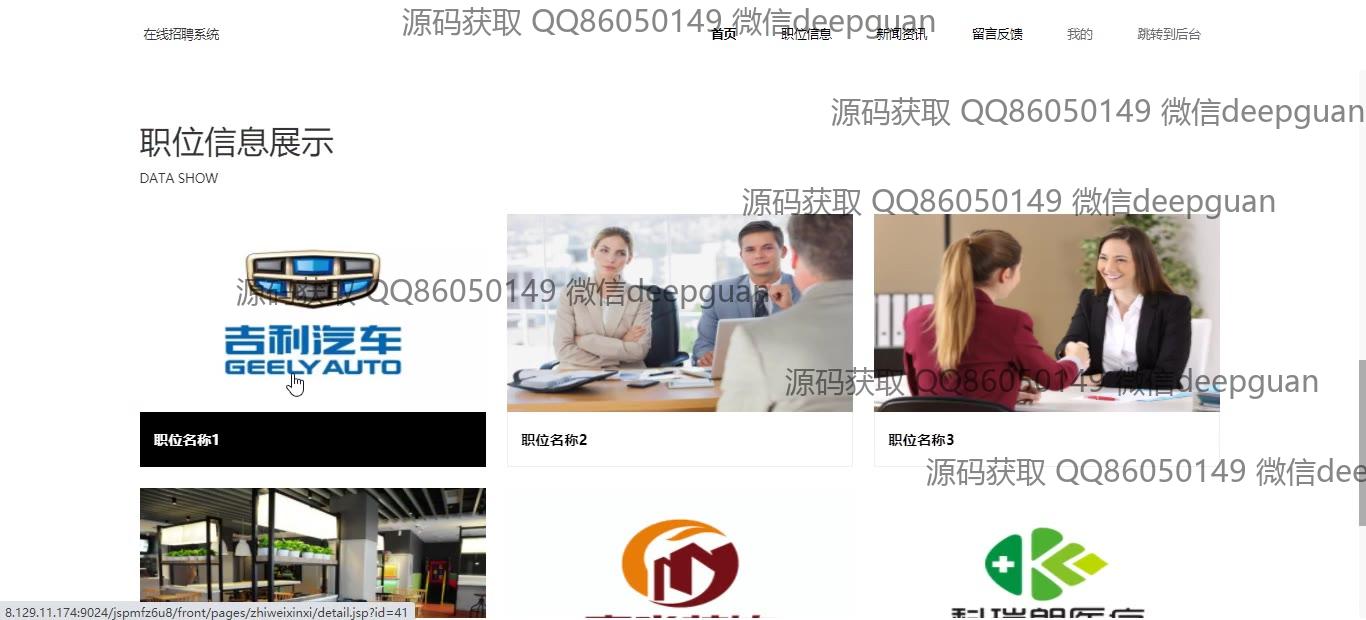 源码获取 QQ86050149 微信deepguan
在线招聘系统
首页 职位信息 新闻资讯 留言反馈 我的 跳转到后台
源码获取 QQ86050149 微信deepguan
职位信息展示
DATA SHOW
源码获取 QQ86050149 微信deepguan
源码获取 QQ86050149 微信deepguan
吉利汽车
GEELY AUTO
源码获取 QQ86050149 微信deepguan
职位名称1
职位名称2
职位名称3
源码获取 QQ86050149 微信dee
科瑞朗医疗
8.129.11.174:9024/jspmfz6u8/front/pages/zhiweixinxi/detail.jsp?id=41